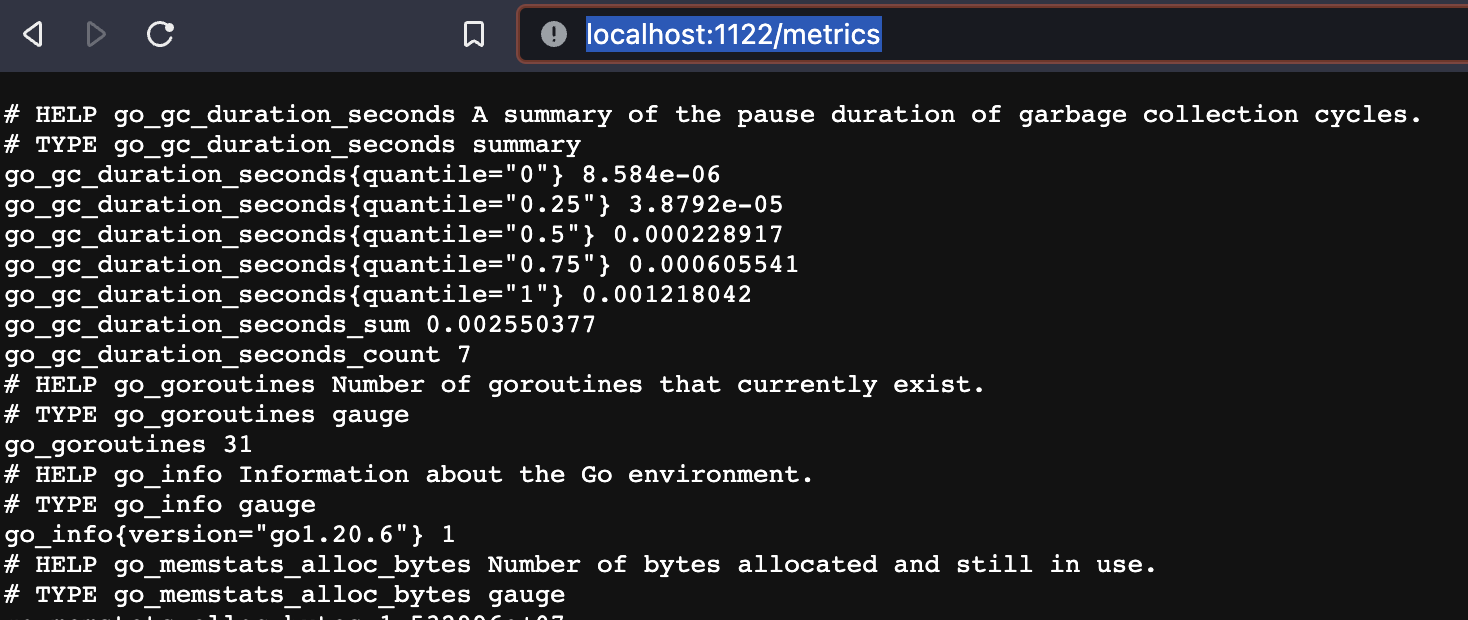 localhost:1122/metrics
# HELP go_gc_duration_seconds A summary of the pause duration of garbage collection cycles.
# TYPE go_gc_duration_seconds summary
go_gc_duration_seconds{quantile="0"} 8.584e-06
go_gc_duration_seconds{quantile="0.25"} 3.8792e-05
go_gc_duration_seconds{quantile="0.5"} 0.000228917
go_gc_duration_seconds{quantile="0.75"} 0.000605541
go_gc_duration_seconds{quantile="1"} 0.001218042
go_gc_duration_seconds_sum 0.002550377
go_gc_duration_seconds_count 7
# HELP go_goroutines Number of goroutines that currently exist.
# TYPE go_goroutines gauge
go_goroutines 31
# HELP go_info Information about the Go environment.
# TYPE go_info gauge
go_info{version="go1.20.6"} 1
# HELP go_memstats_alloc_bytes Number of bytes allocated and still in use.
# TYPE go_memstats_alloc_bytes gauge